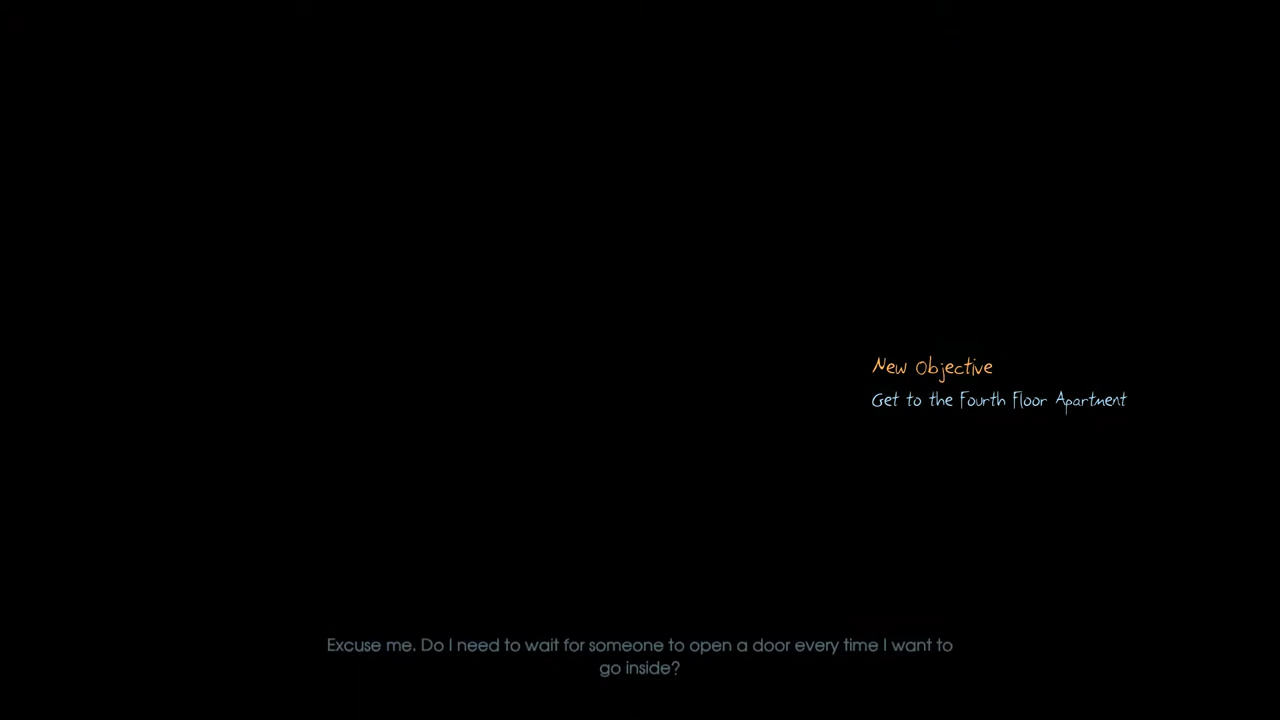 New Objective
Get to the Fourth Floor Apartment
Excuse me. Do I need to wait for someone to open a door every time I want to
go inside?